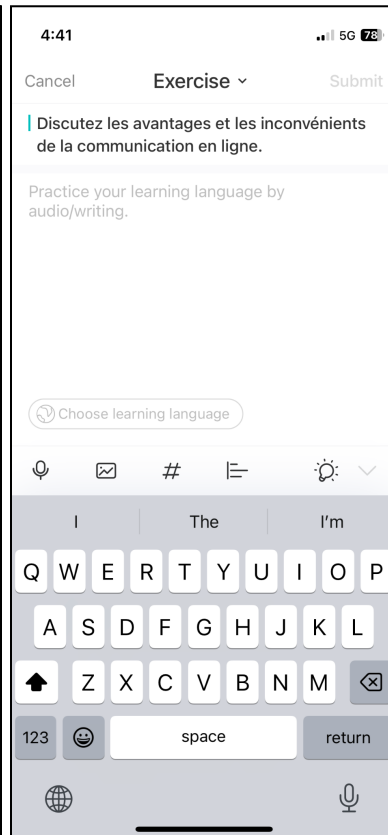 4:41
5G 78
Cancel
Exercise
Submit
Discutez les avantages et les inconvénients
de la communication en ligne.
Practice your learning language by
audio/writing.
Choose learning language
#
I
The
I'm
Q W E R T Y U I O P
A S D F G H J K L
Z X C V B N M
123
space
return